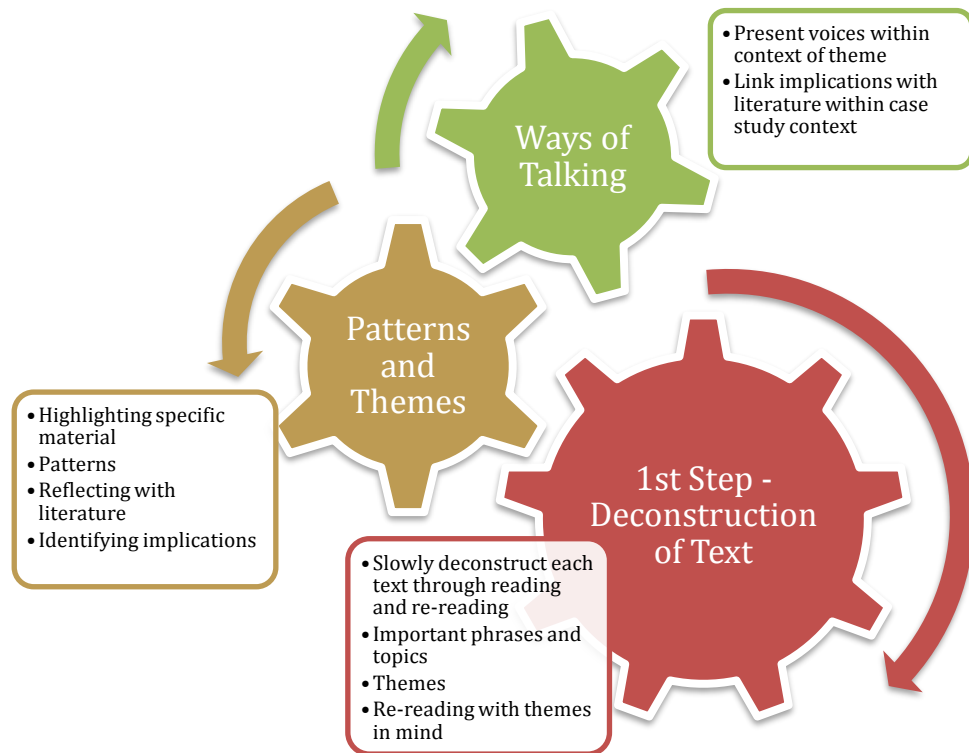 Ways of
Talking
• Present voices within
context of theme
• Link implications with
literature within case
study context
Patterns
and
Themes
• Highlighting specific
material
• Patterns
• Reflecting with
literature
• Identifying implications
1st Step -
Deconstruction
of Text
• Slowly deconstruct each
text through reading
and re-reading
• Important phrases and
topics
• Themes
• Re-reading with themes
in mind